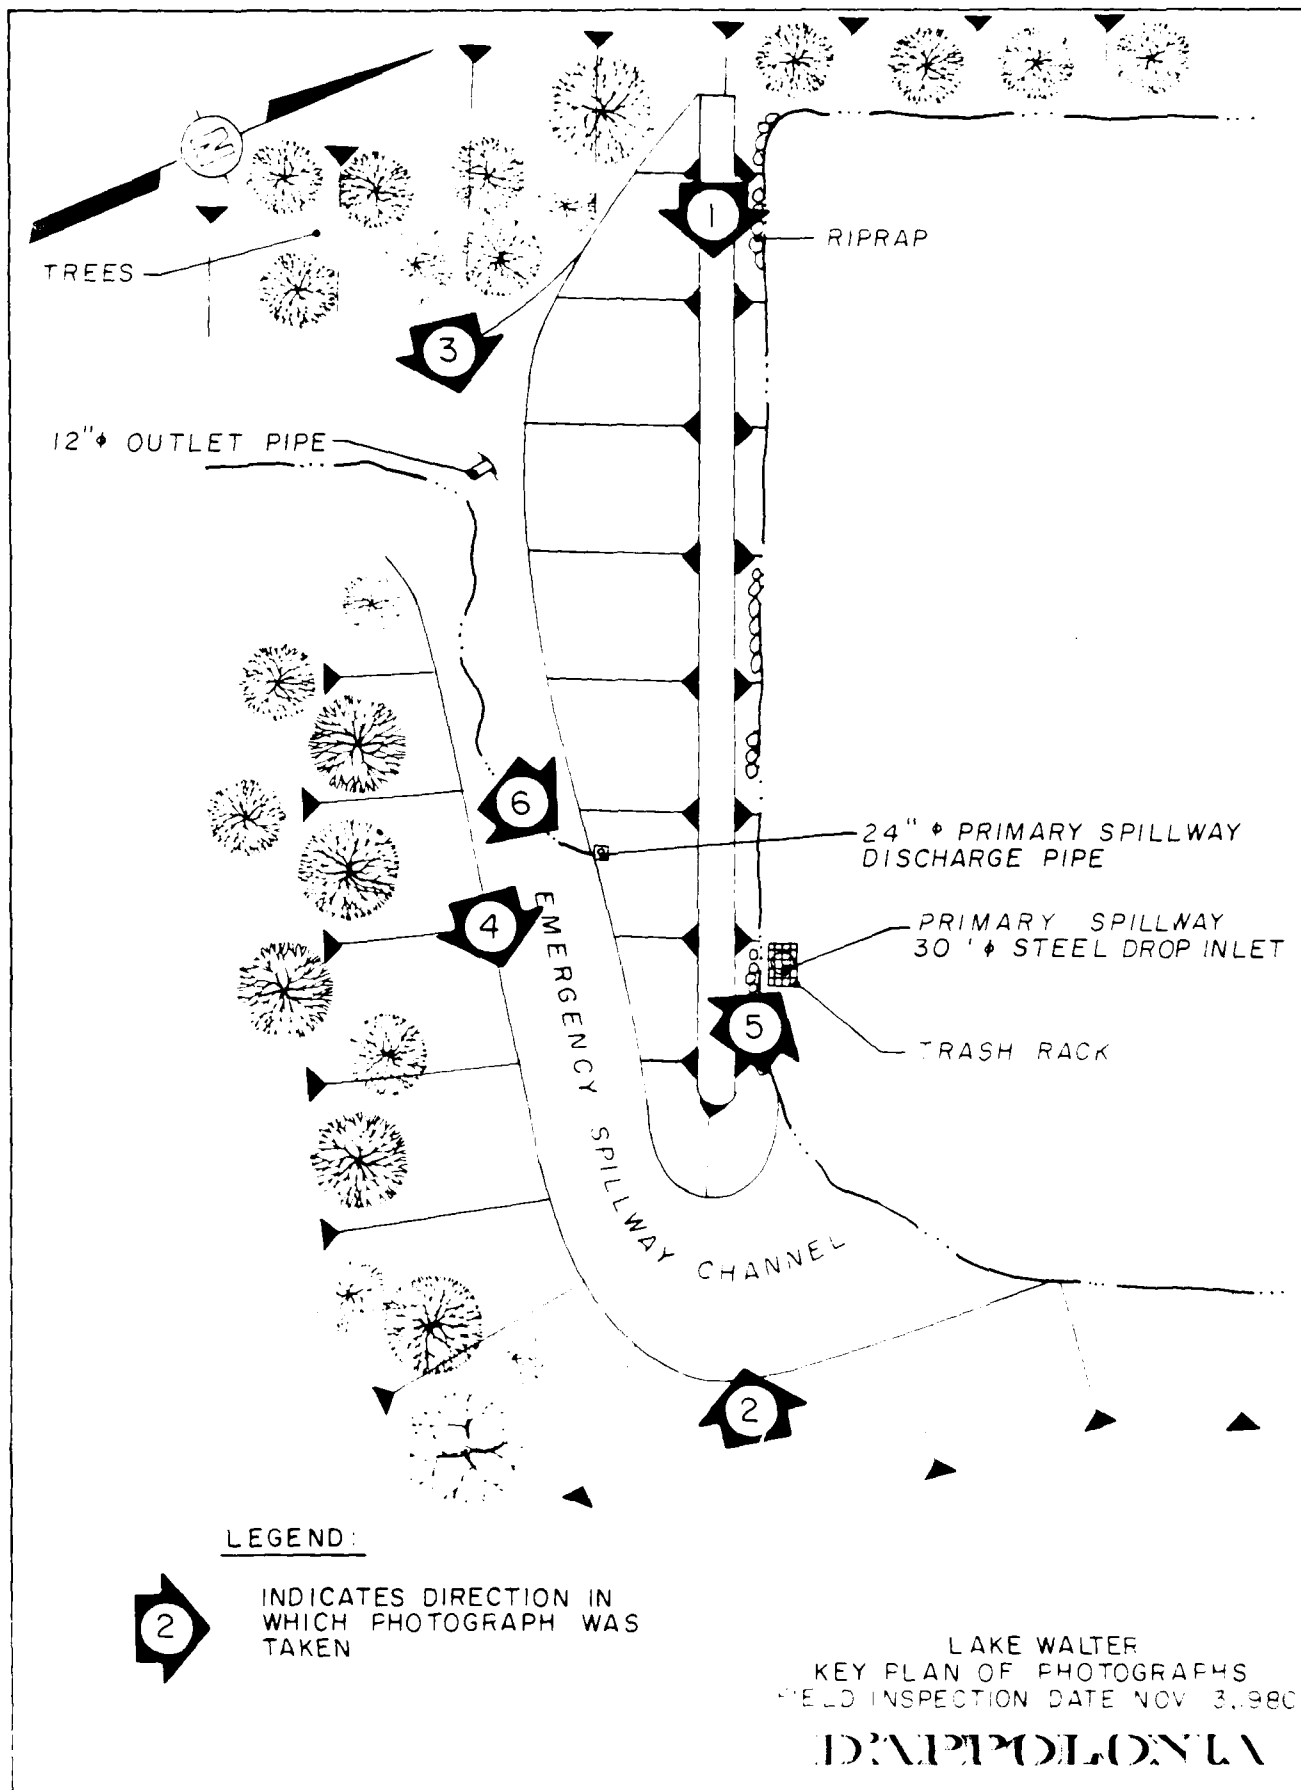 1
RIPRAP
TREES
3
12"ϕ OUTLET PIPE
6
24" ϕ PRIMARY SPILLWAY
DISCHARGE PIPE
4
PRIMARY SPILLWAY
30 'ϕ STEEL DROP INLET
5
TRASH RACK
EMERGENCY SPILLWAY CHANNEL
2
LEGEND:
2
INDICATES DIRECTION IN
WHICH PHOTOGRAPH WAS
TAKEN
LAKE WALTER
KEY PLAN OF PHOTOGRAPHS
FIELD INSPECTION DATE NOV 3,
D'APPOLONIA